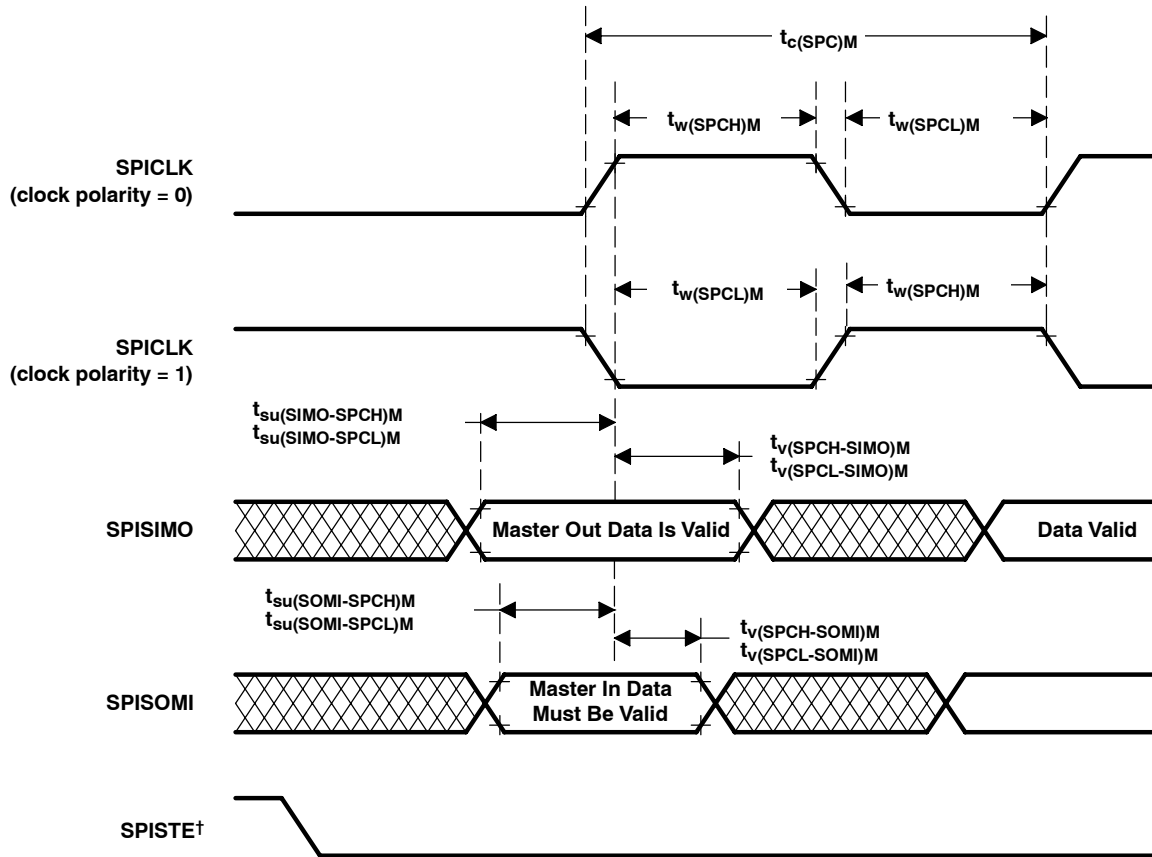 tc(SPC)M
tw(SPCH)M
tw(SPCL)M
SPICLK
(clock polarity = 0)
tw(SPCL)M
tw(SPCH)M
SPICLK
(clock polarity = 1)
tsu(SIMO-SPCH)M
tsu(SIMO-SPCL)M
tv(SPCH-SIMO)M
tv(SPCL-SIMO)M
SPISIMO
Master Out Data Is Valid
Data Valid
tsu(SOMI-SPCH)M
tsu(SOMI-SPCL)M
tv(SPCH-SOMI)M
tv(SPCL-SOMI)M
SPISOMI
Master In Data
Must Be Valid
SPISTE†